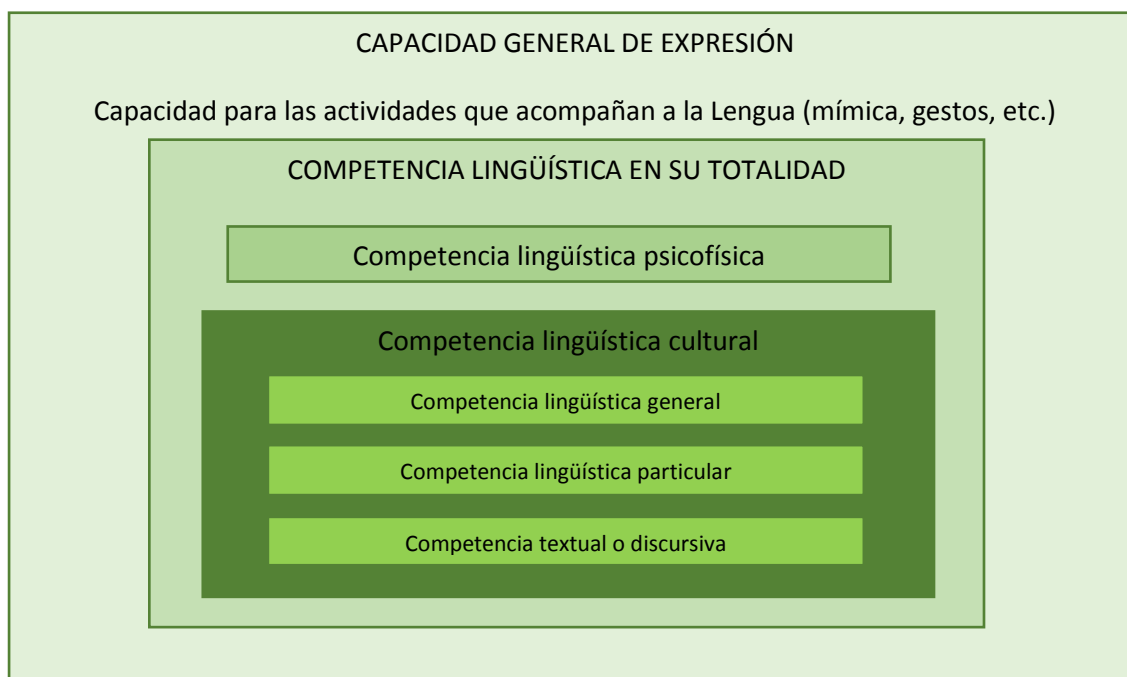 CAPACIDAD GENERAL DE EXPRESIÓN
Capacidad para las actividades que acompañan a la Lengua (mímica, gestos, etc.)
COMPETENCIA LINGÜÍSTICA EN SU TOTALIDAD
Competencia lingüística psicofísica
Competencia lingüística cultural
Competencia lingüística general
Competencia lingüística particular
Competencia textual o discursiva